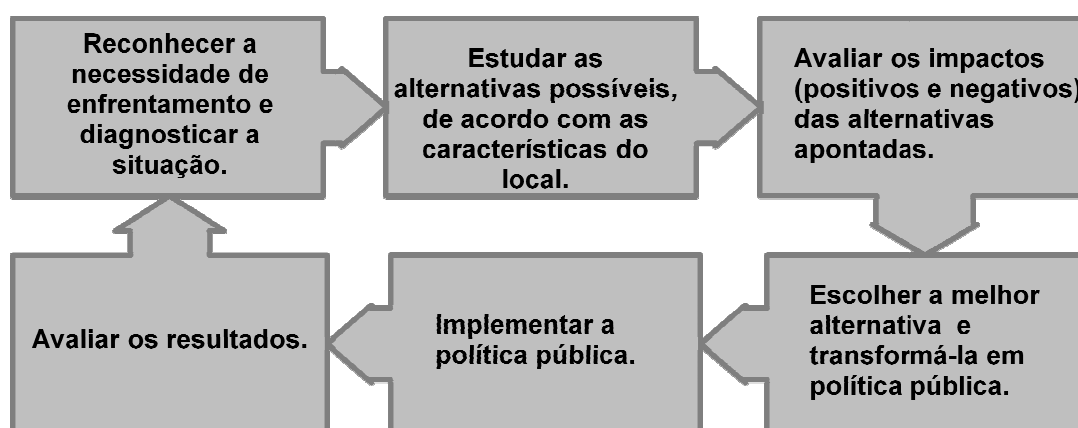 Reconhecer a
necessidade de
enfrentamento e
diagnosticar a
situação.
Estudar as
alternativas possíveis,
de acordo com as
características do
local.
Avaliar os impactos
(positivos e negativos)
das alternativas
apontadas.
Escolher a melhor
alternativa e
transformá-la em
política pública.
Implementar a
política pública.
Avaliar os resultados.